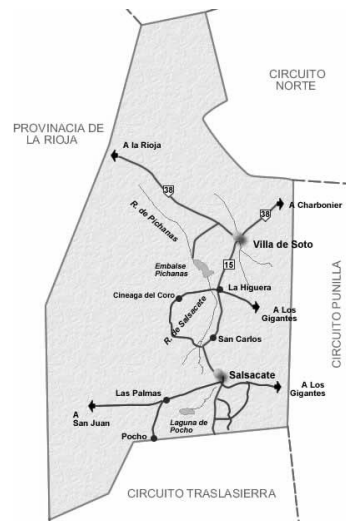 CIRCUITO
NORTE
PROVINACIA DE
LA RIOJA
A la Rioja
38
R. de Pichanas
38
A Charbonier
Villa de Soto
Embalse
Pichanas
15
La Higuera
Cineaga del Coro
R. de Salsacate
A Los
Gigantes
San Carlos
CIRCUITO PUNILLA
Salsacate
A Los
Gigantes
Las Palmas
A
San Juan
Laguna de
Pocho
Pocho
CIRCUITO TRASLASIERRA